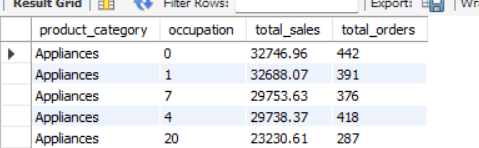 Result Grid Filter Rows: Export: Wra
product_category occupation total_sales total_orders
Appliances 0 32746.96 442
Appliances 1 32688.07 391
Appliances 7 29753.63 376
Appliances 4 29738.37 418
Appliances 20 23230.61 287